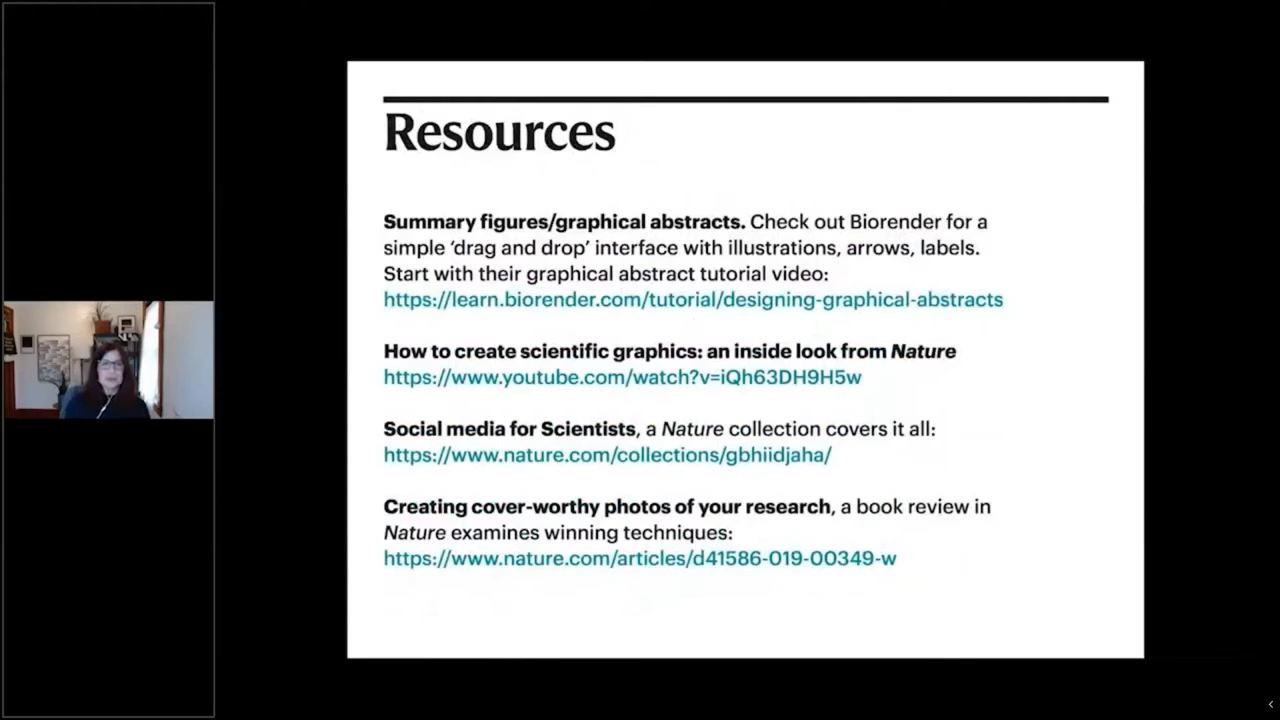 Resources
Summary figures/graphical abstracts. Check out Biorender for a
simple ‘drag and drop’ interface with illustrations, arrows, labels.
Start with their graphical abstract tutorial video:
https://learn.biorender.com/tutorial/designing-graphical-abstracts
How to create scientific graphics: an inside look from Nature
https://www.youtube.com/watch?v=iQh63DH9H5w
Social media for Scientists, a Nature collection covers it all:
https://www.nature.com/collections/gbhiidjaha/
Creating cover-worthy photos of your research, a book review in
Nature examines winning techniques:
https://www.nature.com/articles/d41586-019-00349-w